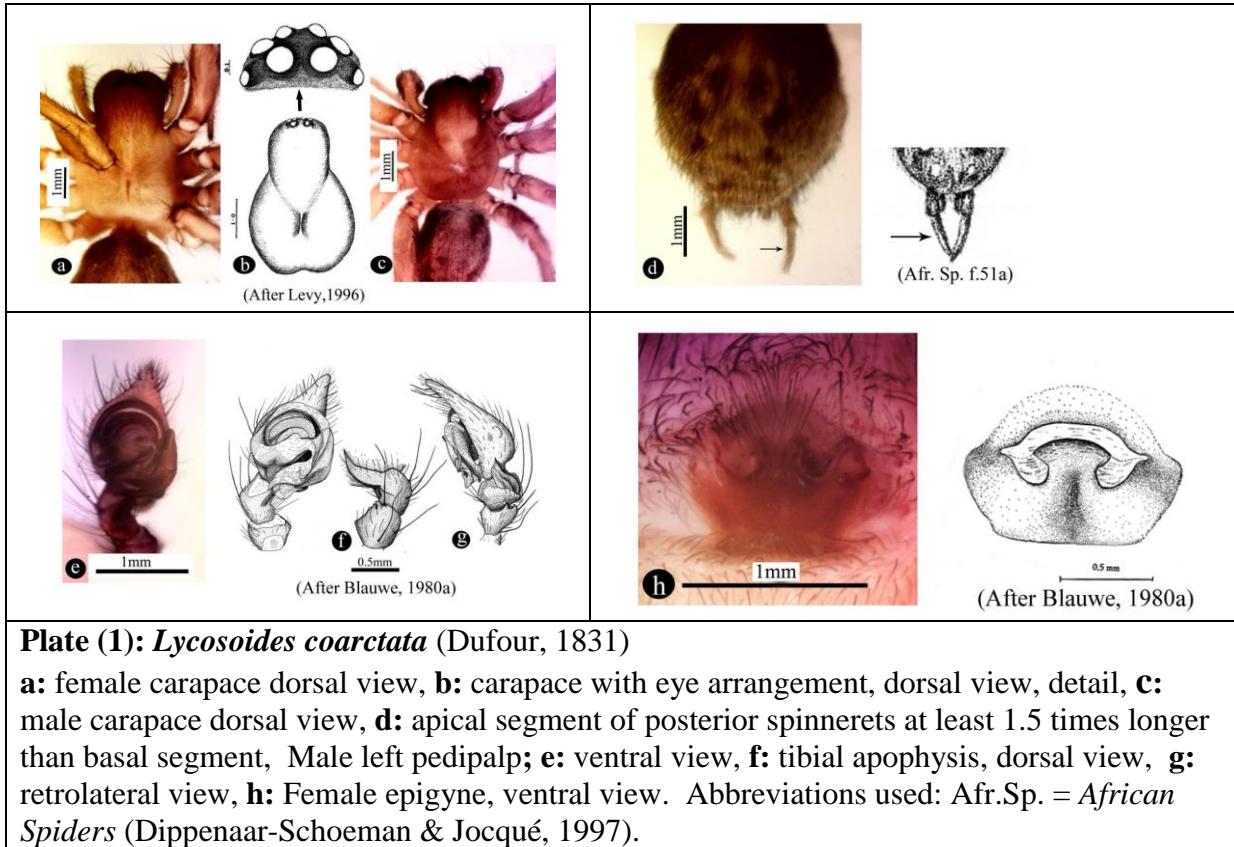 1mm
1mm
a
b
c
(After Levy,1996)
1mm
d
(Afr. Sp. f.51a)
e
1mm
f
g
0.5mm
(After Blauwe, 1980a)
h
1mm
0.5 mm
(After Blauwe, 1980a)
Plate (1): Lycosoides coarctata (Dufour, 1831)
a: female carapace dorsal view, b: carapace with eye arrangement, dorsal view, detail, c:
male carapace dorsal view, d: apical segment of posterior spinnerets at least 1.5 times longer
than basal segment, Male left pedipalp; e: ventral view, f: tibial apophysis, dorsal view, g:
retrolateral view, h: Female epigyne, ventral view. Abbreviations used: Afr.Sp. = African
Spiders (Dippenaar-Schoeman & Jocqué, 1997).